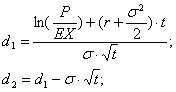 d₁ = (ln(P/EX) + (r + σ²/2) · t) / (σ · √t);
d₂ = d₁ − σ · √t;